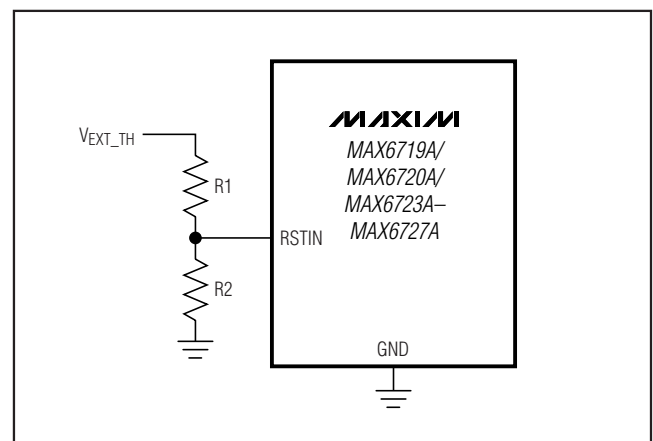 MAXIM
MAX6719A/
MAX6720A/
MAX6723A–
MAX6727A
VEXT_TH
R1
RSTIN
R2
GND